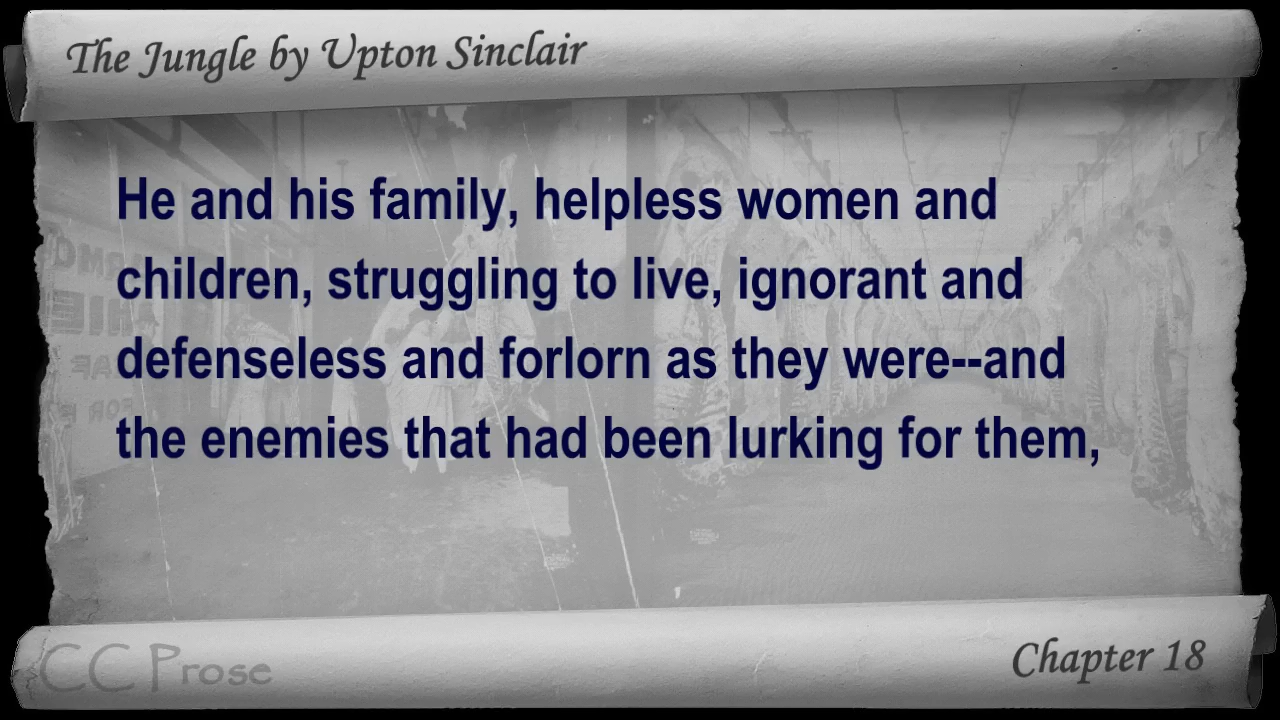 The Jungle by Upton Sinclair
He and his family, helpless women and
children, struggling to live, ignorant and
defenseless and forlorn as they were--and
the enemies that had been lurking for them,
CC Prose
Chapter 18